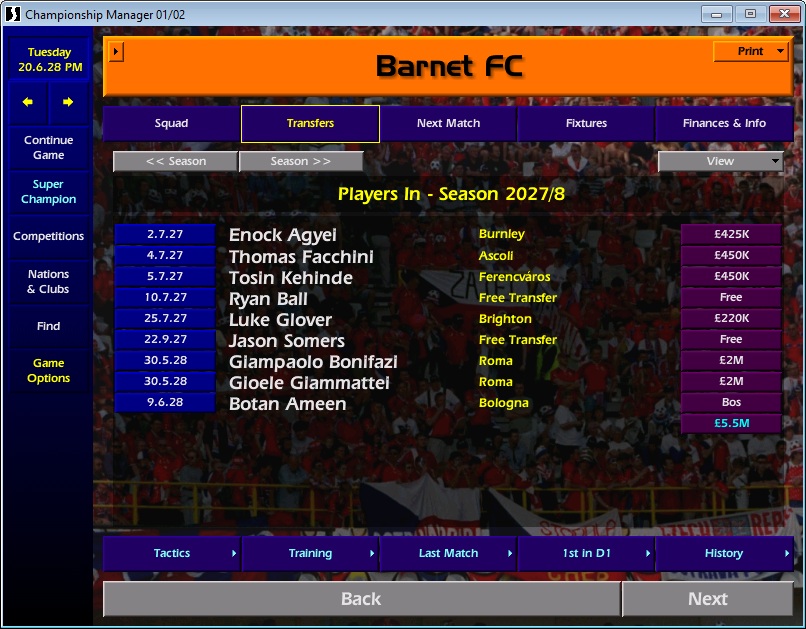 Championship Manager 01/02
Tuesday
20.6.28 PM
Continue
Game
Super
Champion
Competitions
Nations
& Clubs
Find
Game
Options
Barnet FC
Print
Squad Transfers Next Match Fixtures Finances & Info
<< Season Season >> View
Players In - Season 2027/8
2.7.27 Enock Agyei Burnley £425K
4.7.27 Thomas Facchini Ascoli £450K
5.7.27 Tosin Kehinde Ferencváros £450K
10.7.27 Ryan Ball Free Transfer Free
25.7.27 Luke Glover Brighton £220K
22.9.27 Jason Somers Free Transfer Free
30.5.28 Giampaolo Bonifazi Roma £2M
30.5.28 Gioele Giammattei Roma £2M
9.6.28 Botan Ameen Bologna Bos
£5.5M
Tactics Training Last Match 1st in D1 History
Back Next